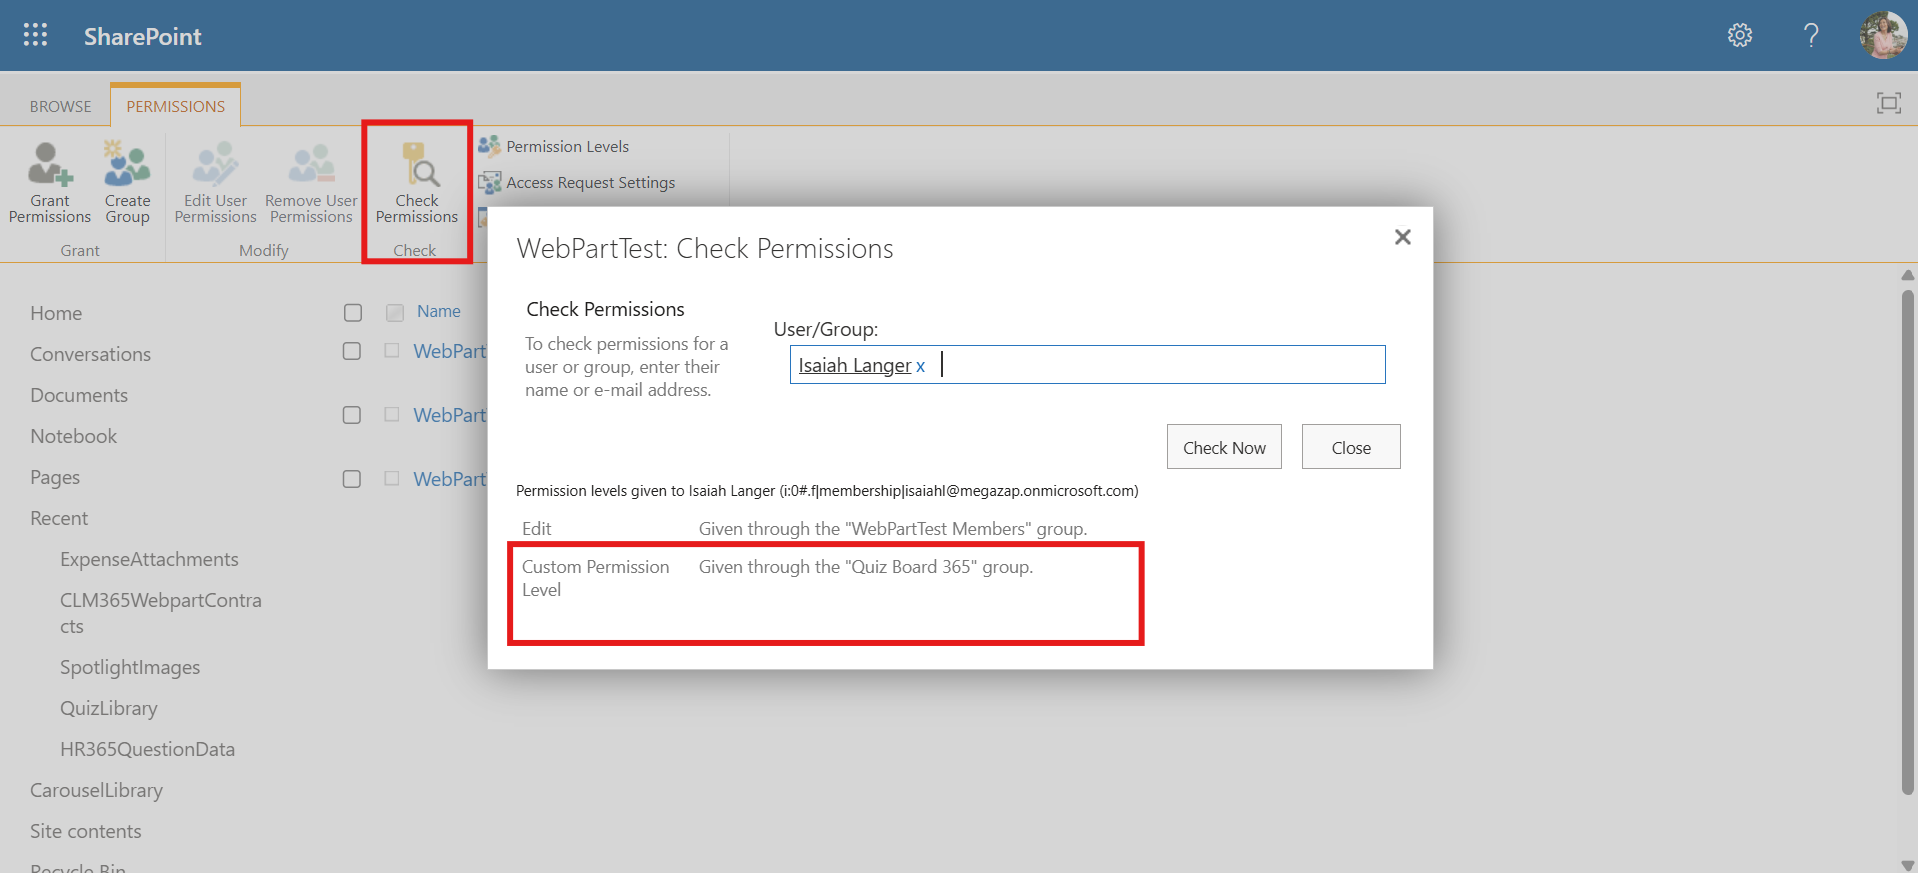 SharePoint
BROWSE
PERMISSIONS
Grant
Permissions
Create
Group
Grant
Edit User
Permissions
Remove User
Permissions
Modify
Check
Permissions
Check
Permission Levels
Access Request Settings
Home
Conversations
Documents
Notebook
Pages
Recent
ExpenseAttachments
CLM365WebpartContra
cts
SpotlightImages
QuizLibrary
HR365QuestionData
CarouselLibrary
Site contents
Recycle Bin
Name
WebPart
WebPart
WebPart
WebPartTest: Check Permissions
Check Permissions
To check permissions for a
user or group, enter their
name or e-mail address.
User/Group:
Isaiah Langer x
Check Now
Close
Permission levels given to Isaiah Langer (i:0#.f|membership|isaiahl@megazap.onmicrosoft.com)
Edit Given through the "WebPartTest Members" group.
Custom Permission Given through the "Quiz Board 365" group.
Level